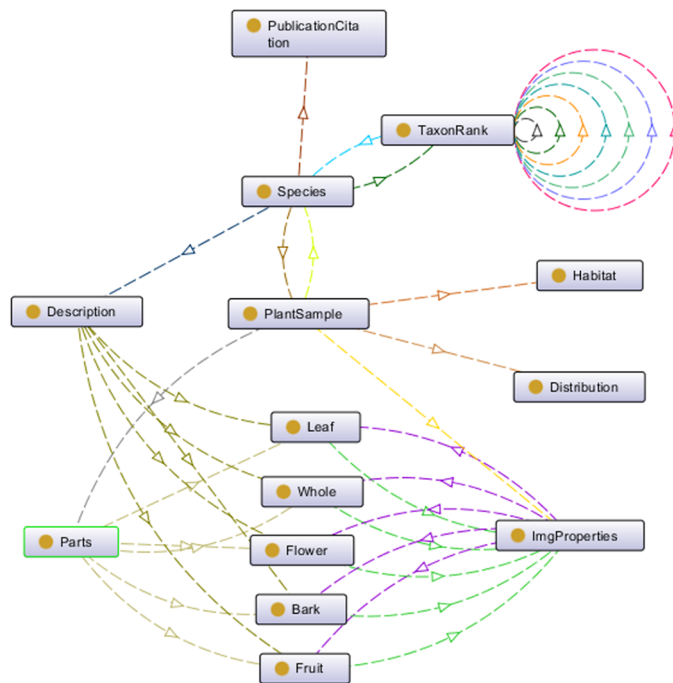 PublicationCita
tion
TaxonRank
Species
Habitat
Description
PlantSample
Distribution
Leaf
Whole
Parts
Flower
ImgProperties
Bark
Fruit